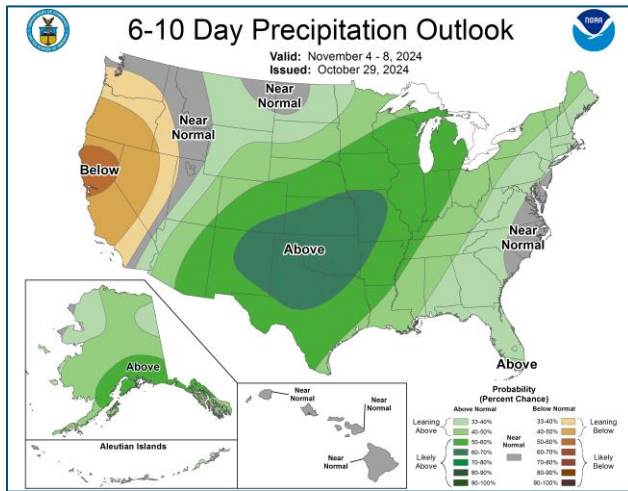 6-10 Day Precipitation Outlook
Valid: November 4 - 8, 2024
Issued: October 29, 2024
NOAA
Near
Normal
Near
Normal
Below
Above
Near
Normal
Above
Above
Aleutian Islands
Near
Normal
Near
Normal
Near
Normal
Probability
(Percent Chance)
Above Normal
Below Normal
Leaning
Above
33-40%
40-50%
Likely
Above
50-60%
60-70%
70-80%
80-90%
90-100%
Near
Normal
33-40%
40-50%
Leaning
Below
50-60%
60-70%
70-80%
80-90%
90-100%
Likely
Below